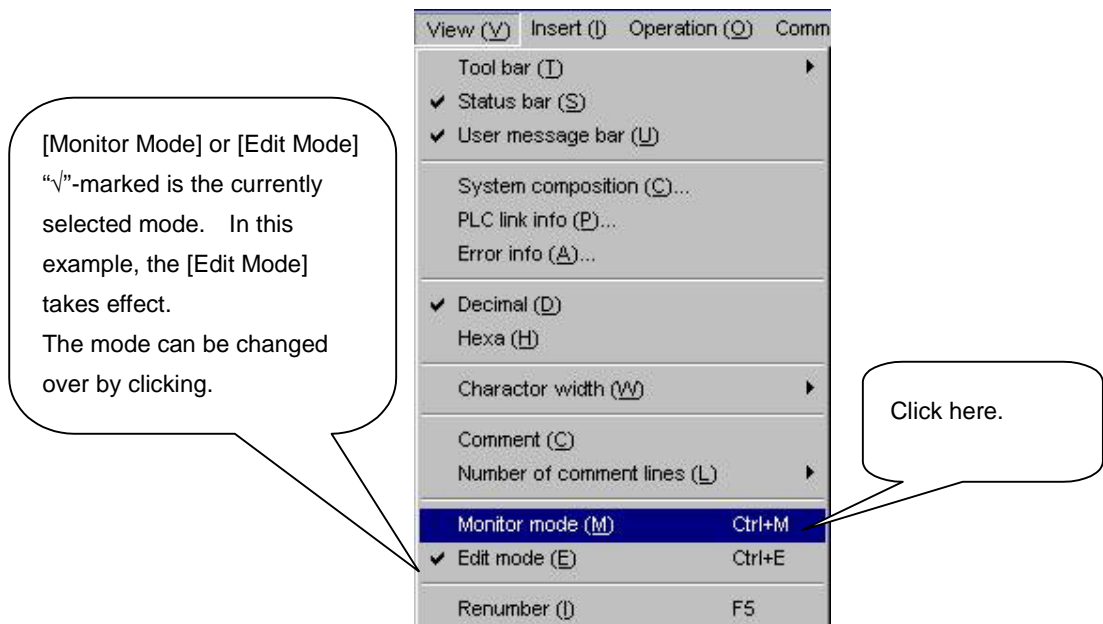 View (V) Insert (I) Operation (O) Comm
Tool bar (T)
✔ Status bar (S)
✔ User message bar (U)
System composition (C)...
PLC link info (P)...
Error info (A)...
✔ Decimal (D)
Hexa (H)
Charactor width (W)
Comment (C)
Number of comment lines (L)
Monitor mode (M) Ctrl+M
✔ Edit mode (E) Ctrl+E
Renumber (I) F5
[Monitor Mode] or [Edit Mode]
“√”-marked is the currently
selected mode. In this
example, the [Edit Mode]
takes effect.
The mode can be changed
over by clicking.
Click here.